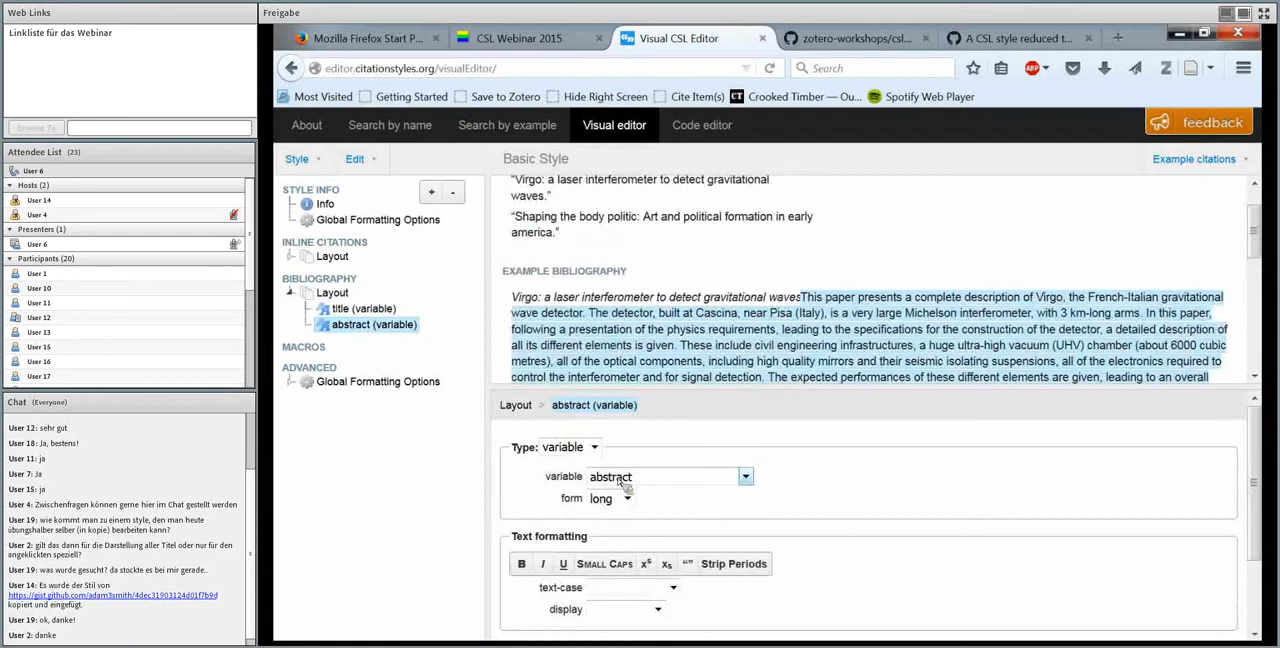 Web Links
Linkliste für das Webinar
Browse To
Attendee List (23)
User 6
Hosts (2)
User 14
User 4
Presenters (1)
User 6
Participants (20)
User 1
User 10
User 11
User 12
User 13
User 15
User 16
User 17
Chat (Everyone)
User 12: sehr gut
User 18: Ja, bestens!
User 11: ja
User 7: Ja
User 15: ja
User 4: Zwischenfragen können gerne hier im Chat gestellt werden
User 19: wie kommt man zu einem style, den man heute
übungshalber selber (in kopie) bearbeiten kann?
User 2: gilt das dann für die Darstellung aller Titel oder nur für den
angeklickten speziell?
User 19: was wurde gesucht? da stockte es bei mir gerade..
User 14: Es wurde der Stil von
https://gist.github.com/adam3smith/4dec31903124d01f7b9d
kopiert und eingefügt
User 19: ok, danke!
User 2: danke
Freigabe
Mozilla Firefox Start P...
CSL Webinar 2015
Visual CSL Editor
zotero-workshops/csl...
A CSL style reduced t...
editor.citationstyles.org/visualEditor/
Search
ABP
Z
Most Visited
Getting Started
Save to Zotero
Hide Right Screen
Cite Item(s)
CT Crooked Timber — Ou...
Spotify Web Player
About
Search by name
Search by example
Visual editor
Code editor
feedback
Style
Edit
Basic Style
Example citations
STYLE INFO
+ -
Info
Global Formatting Options
INLINE CITATIONS
Layout
BIBLIOGRAPHY
Layout
title (variable)
abstract (variable)
MACROS
ADVANCED
Global Formatting Options
“Virgo: a laser interferometer to detect gravitational
waves.”
“Shaping the body politic: Art and political formation in early
america.”
EXAMPLE BIBLIOGRAPHY
Virgo: a laser interferometer to detect gravitational wavesThis paper presents a complete description of Virgo, the French-Italian gravitational
wave detector. The detector, built at Cascina, near Pisa (Italy), is a very large Michelson interferometer, with 3 km-long arms. In this paper,
following a presentation of the physics requirements, leading to the specifications for the construction of the detector, a detailed description of
all its different elements is given. These include civil engineering infrastructures, a huge ultra-high vacuum (UHV) chamber (about 6000 cubic
metres), all of the optical components, including high quality mirrors and their seismic isolating suspensions, all of the electronics required to
control the interferometer and for signal detection. The expected performances of these different elements are given, leading to an overall
Layout > abstract (variable)
Type: variable
variable abstract
form long
Text formatting
B I U SMALL CAPS xs xs “” Strip Periods
text-case
display